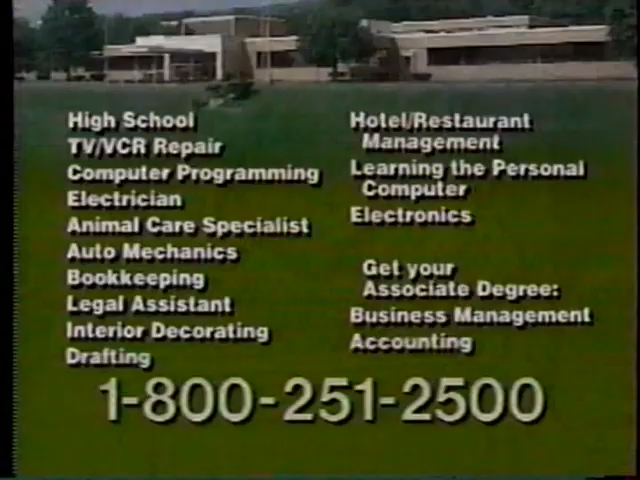 High School
TV/VCR Repair
Computer Programming
Electrician
Animal Care Specialist
Auto Mechanics
Bookkeeping
Legal Assistant
Interior Decorating
Drafting
Hotel/Restaurant
Management
Learning the Personal
Computer
Electronics
Get your
Associate Degree:
Business Management
Accounting
1-800-251-2500